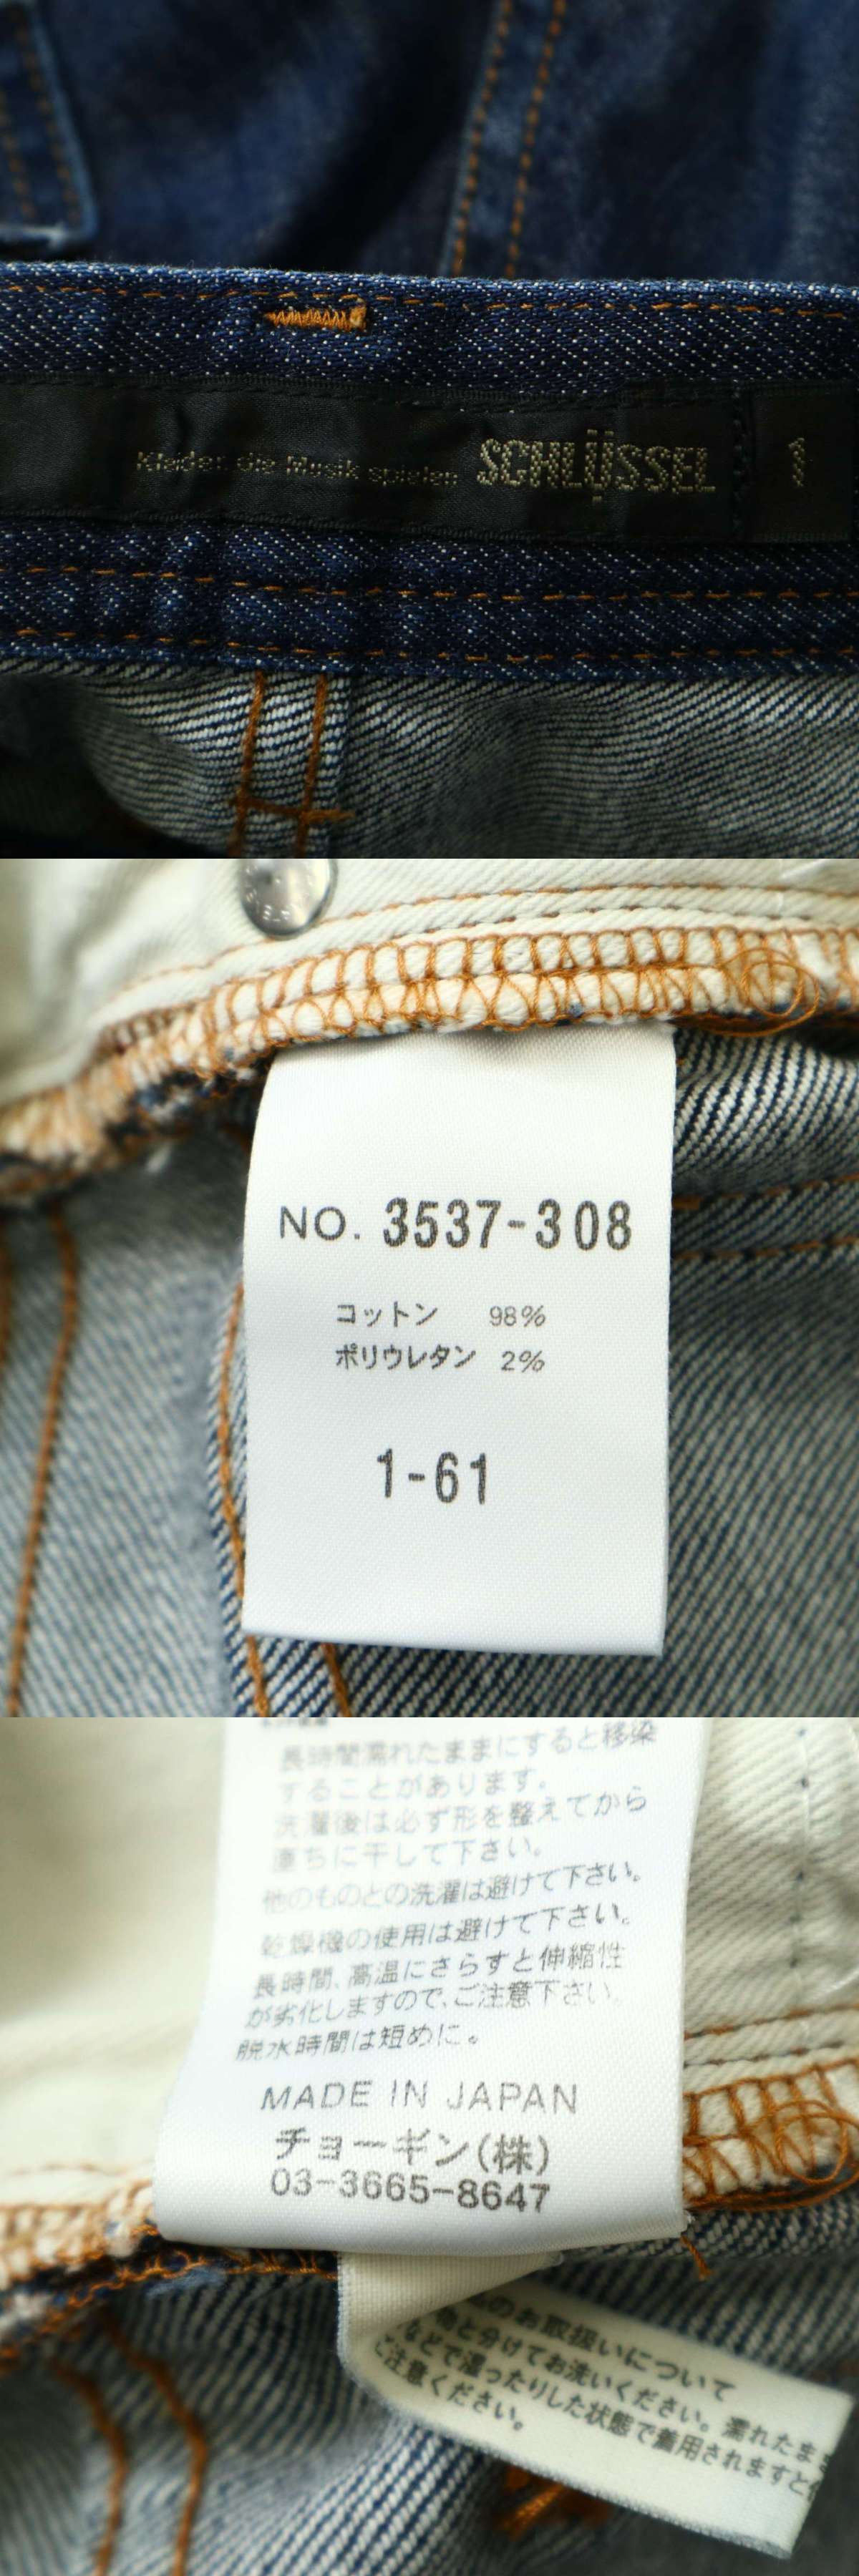 Kleider die Musik spielen SCHLÜSSEL 1
NO. 3537-308
コットン 98%
ポリウレタン 2%
1-61
長時間濡れたままにすると移染
することがあります。
洗濯後は必ず形を整えてから
直ちに干して下さい。
他のものとの洗濯は避けて下さい。
乾燥機の使用は避けて下さい。
長時間、高温にさらすと伸縮性
が劣化しますので、ご注意下さい。
脱水時間は短めに。
MADE IN JAPAN
チョーギン(株)
03-3665-8647
のお取扱いについて
と分けてお洗いください。濡れたまま
などで湿ったりした状態で着用されますと
ご注意ください。